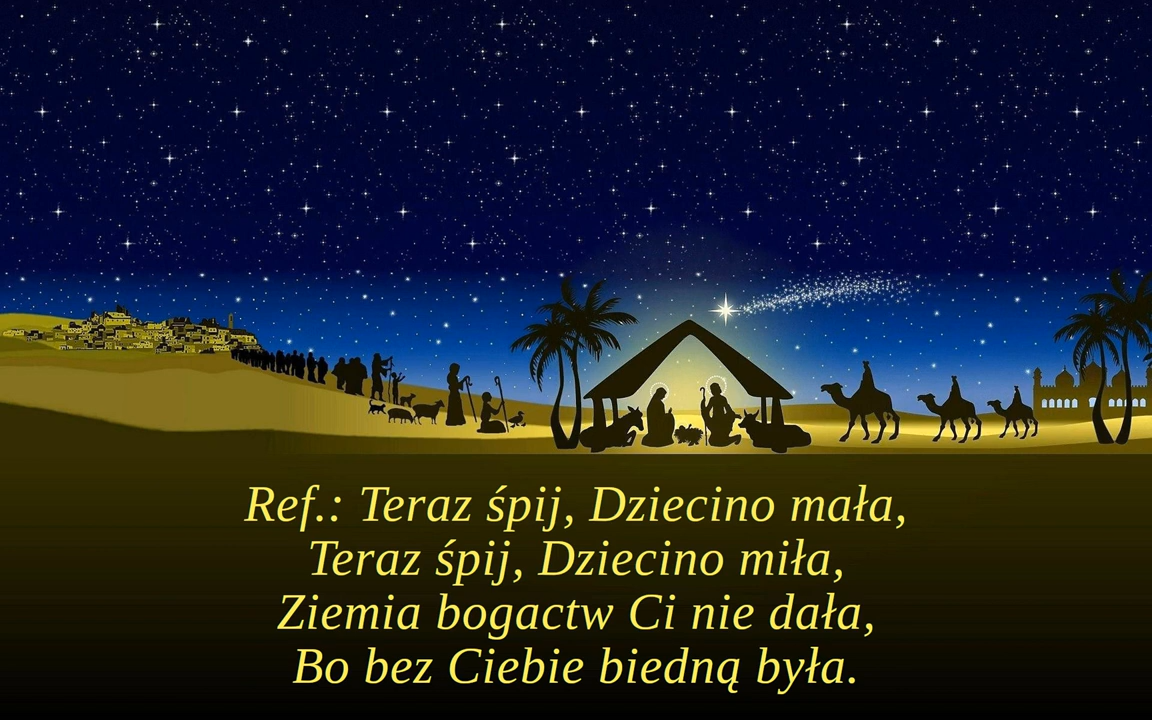 Ref.: Teraz śpij, Dziecino mała,
Teraz śpij, Dziecino miła,
Ziemia bogactw Ci nie dała,
Bo bez Ciebie biedną była.